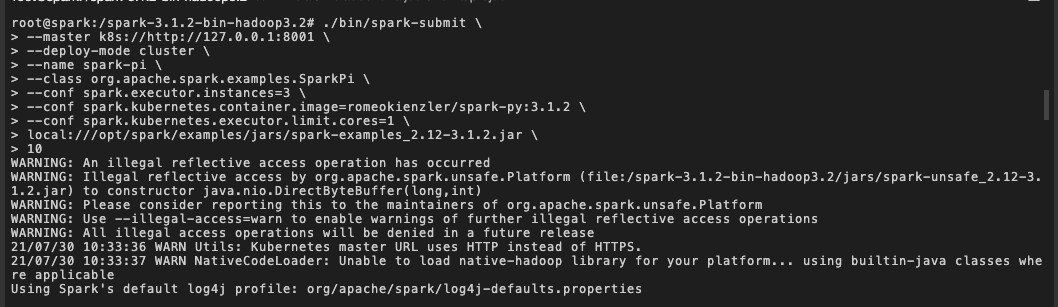 root@spark:/spark-3.1.2-bin-hadoop3.2# ./bin/spark-submit \
> --master k8s://http://127.0.0.1:8001 \
> --deploy-mode cluster \
> --name spark-pi \
> --class org.apache.spark.examples.SparkPi \
> --conf spark.executor.instances=3 \
> --conf spark.kubernetes.container.image=romeokienzler/spark-py:3.1.2 \
> --conf spark.kubernetes.executor.limit.cores=1 \
> local:///opt/spark/examples/jars/spark-examples_2.12-3.1.2.jar \
> 10
WARNING: An illegal reflective access operation has occurred
WARNING: Illegal reflective access by org.apache.spark.unsafe.Platform (file:/spark-3.1.2-bin-hadoop3.2/jars/spark-unsafe_2.12-3.
1.2.jar) to constructor java.nio.DirectByteBuffer(long,int)
WARNING: Please consider reporting this to the maintainers of org.apache.spark.unsafe.Platform
WARNING: Use --illegal-access=warn to enable warnings of further illegal reflective access operations
WARNING: All illegal access operations will be denied in a future release
21/07/30 10:33:36 WARN Utils: Kubernetes master URL uses HTTP instead of HTTPS.
21/07/30 10:33:37 WARN NativeCodeLoader: Unable to load native-hadoop library for your platform... using builtin-java classes whe
re applicable
Using Spark's default log4j profile: org/apache/spark/log4j-defaults.properties